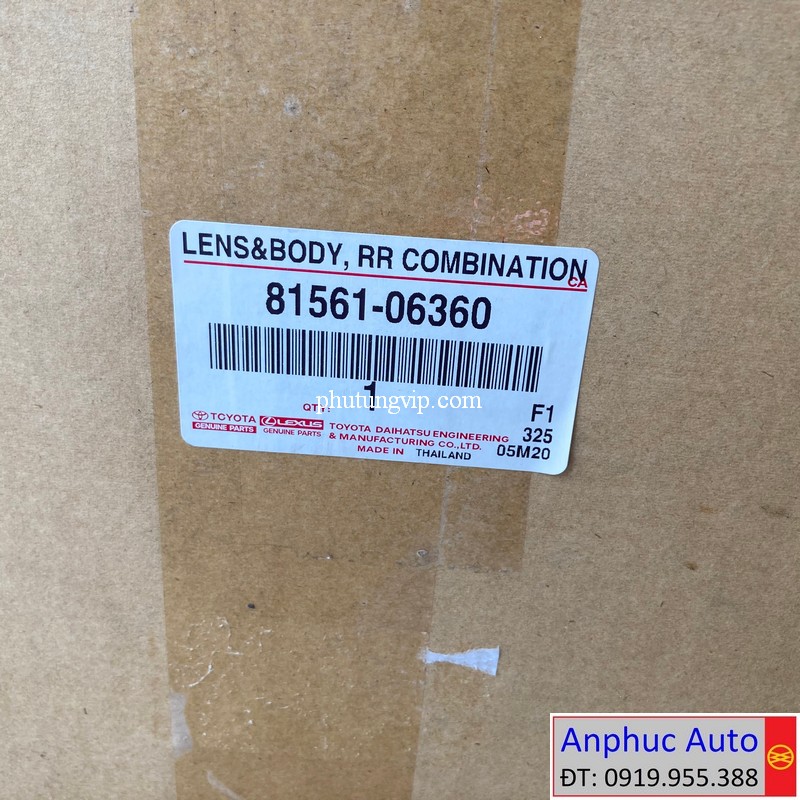 LENS&BODY, RR COMBINATION
CA
81561-06360
1
QTY:
phutungvip.com
F1
325
05M20
TOYOTA
GENUINE PARTS
LEXUS
GENUINE PARTS
TOYOTA DAIHATSU ENGINEERING
& MANUFACTURING CO.,LTD.
MADE IN THAILAND
Anphuc Auto
ĐT: 0919.955.388